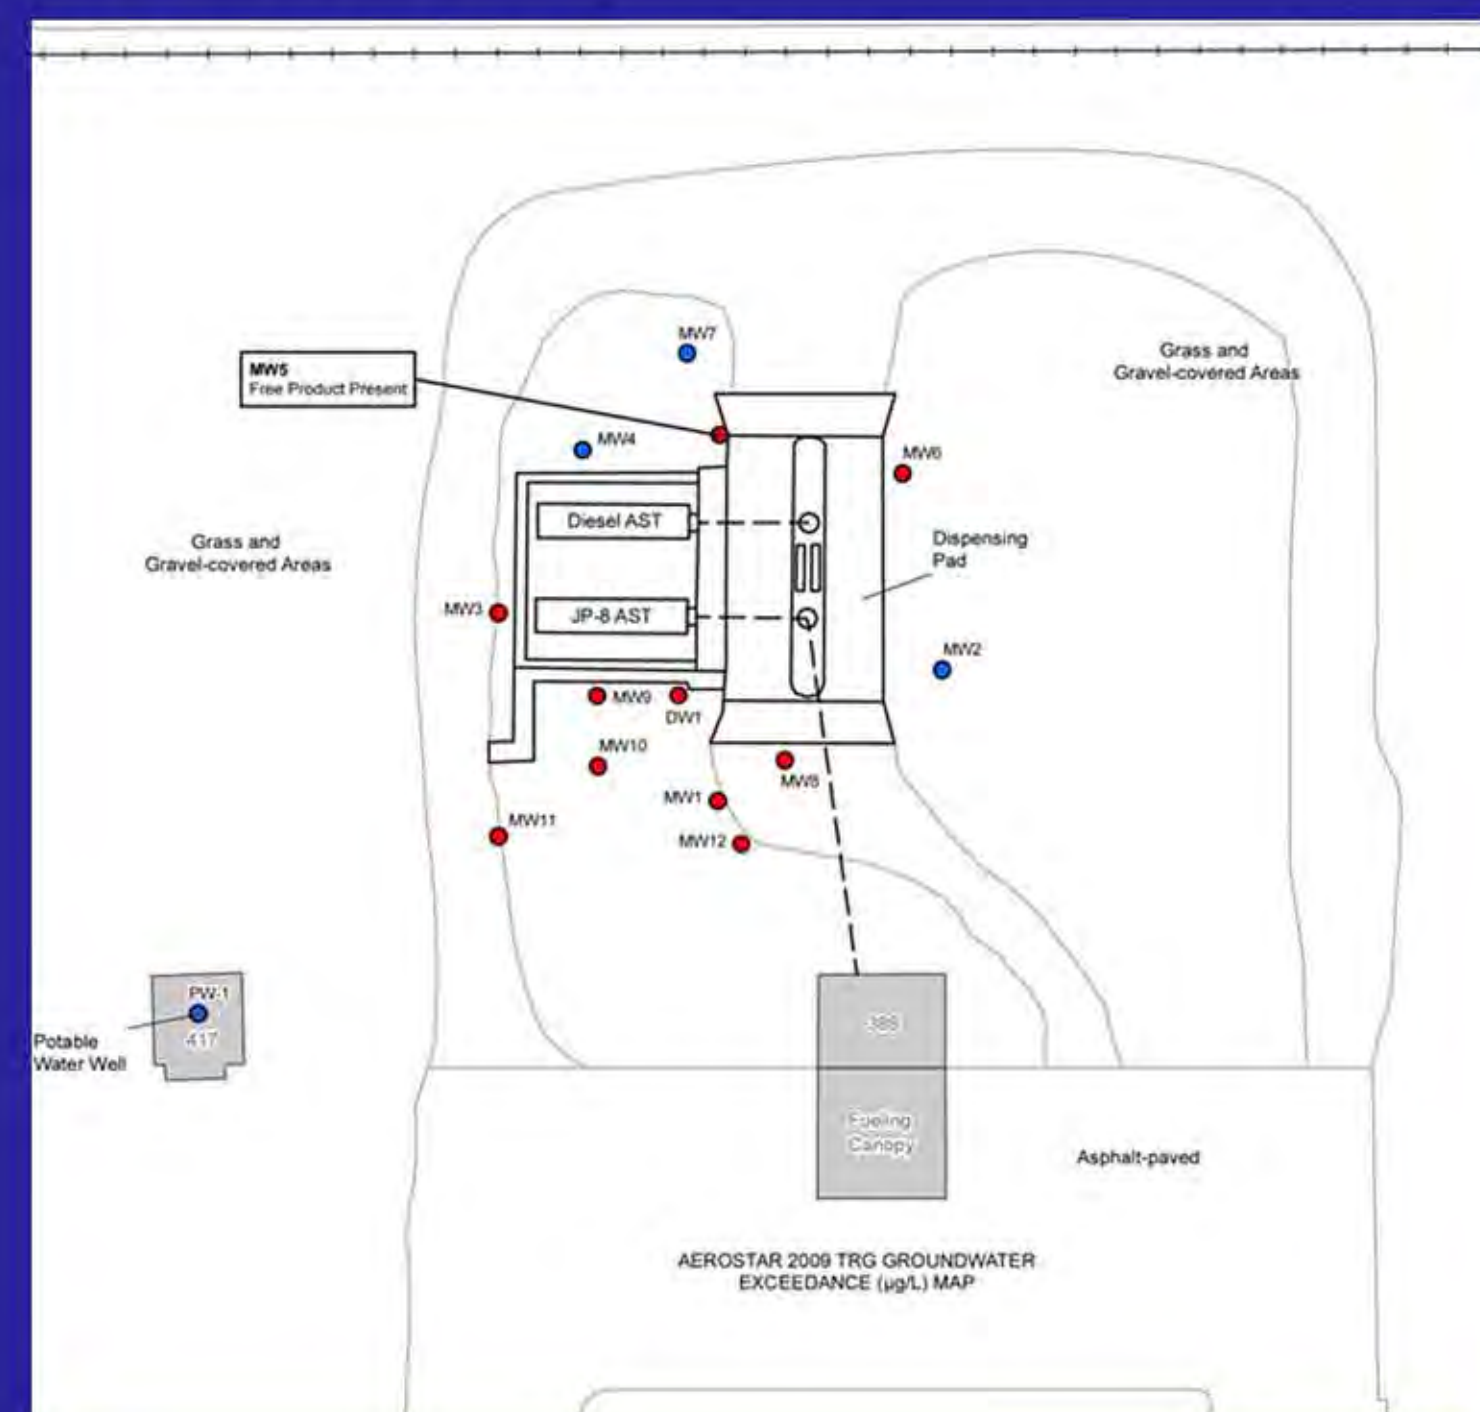 MW7
Grass and
Gravel-covered Areas
MW5
Free Product Present
MW4
MW6
Diesel AST
Grass and
Gravel-covered Areas
Dispensing
Pad
MW3
JP-8 AST
MW2
MW9
DW1
MW10
MW8
MW1
MW11
MW12
PW-1
417
Potable
Water Well
Fueling
Canopy
Asphalt-paved
AEROSTAR 2009 TRG GROUNDWATER
EXCEEDANCE (µg/L) MAP